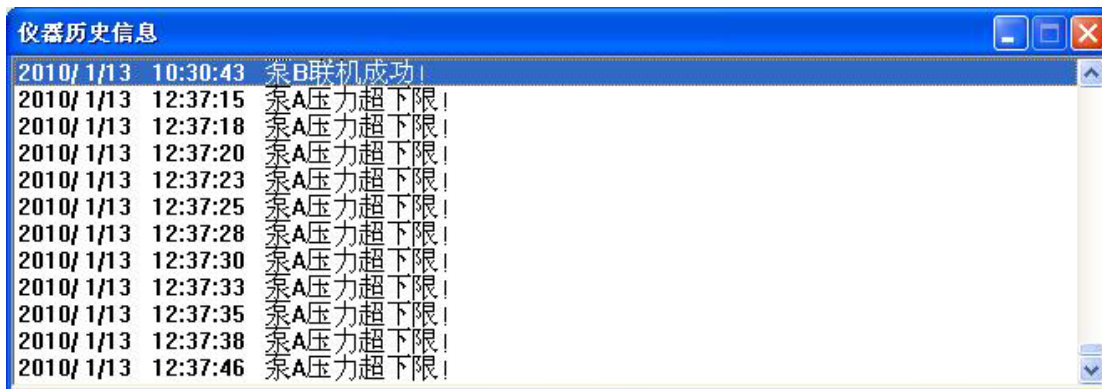 仪器历史信息
2010/ 1/13 10:30:43 泵B联机成功!
2010/ 1/13 12:37:15 泵A压力超下限!
2010/ 1/13 12:37:18 泵A压力超下限!
2010/ 1/13 12:37:20 泵A压力超下限!
2010/ 1/13 12:37:23 泵A压力超下限!
2010/ 1/13 12:37:25 泵A压力超下限!
2010/ 1/13 12:37:28 泵A压力超下限!
2010/ 1/13 12:37:30 泵A压力超下限!
2010/ 1/13 12:37:33 泵A压力超下限!
2010/ 1/13 12:37:35 泵A压力超下限!
2010/ 1/13 12:37:38 泵A压力超下限!
2010/ 1/13 12:37:46 泵A压力超下限!